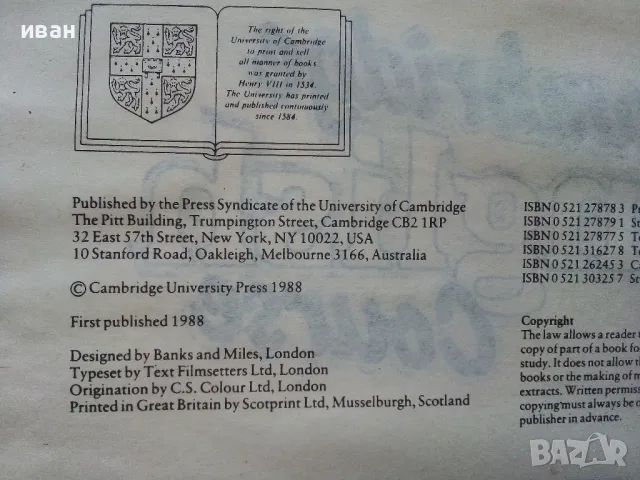 иван
The right of the
University of Cambridge
to print and sell
all manner of books
was granted by
Henry VIII in 1534.
The University has printed
and published continuously
since 1584.
Published by the Press Syndicate of the University of Cambridge
The Pitt Building, Trumpington Street, Cambridge CB2 1RP
32 East 57th Street, New York, NY 10022, USA
10 Stanford Road, Oakleigh, Melbourne 3166, Australia
© Cambridge University Press 1988
First published 1988
Designed by Banks and Miles, London
Typeset by Text Filmsetters Ltd, London
Origination by C.S. Colour Ltd, London
Printed in Great Britain by Scotprint Ltd, Musselburgh, Scotland
ISBN 0 521 27878 3
ISBN 0 521 27879 1
ISBN 0 521 27877 5
ISBN 0 521 31627 8
ISBN 0 521 26245 3
ISBN 0 521 30325 7
Copyright
The law allows a reader
copy of part of a book fo
study. It does not allow th
books or the making of m
extracts. Written permiss
copying must always be o
publisher in advance.
BAZAR.bg